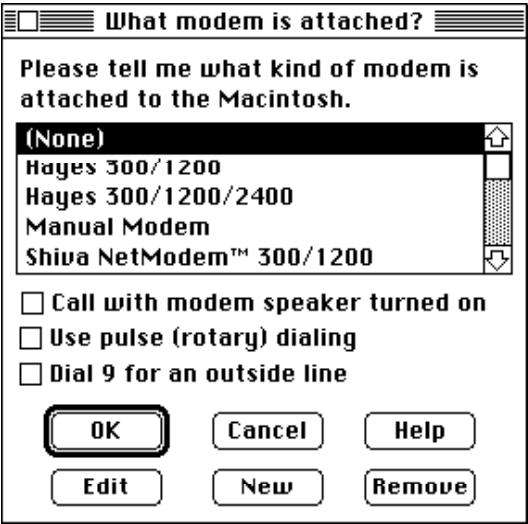 What modem is attached?
Please tell me what kind of modem is
attached to the Macintosh.
(None)
Hayes 300/1200
Hayes 300/1200/2400
Manual Modem
Shiva NetModem™ 300/1200
Call with modem speaker turned on
Use pulse (rotary) dialing
Dial 9 for an outside line
OK Cancel Help
Edit New Remove